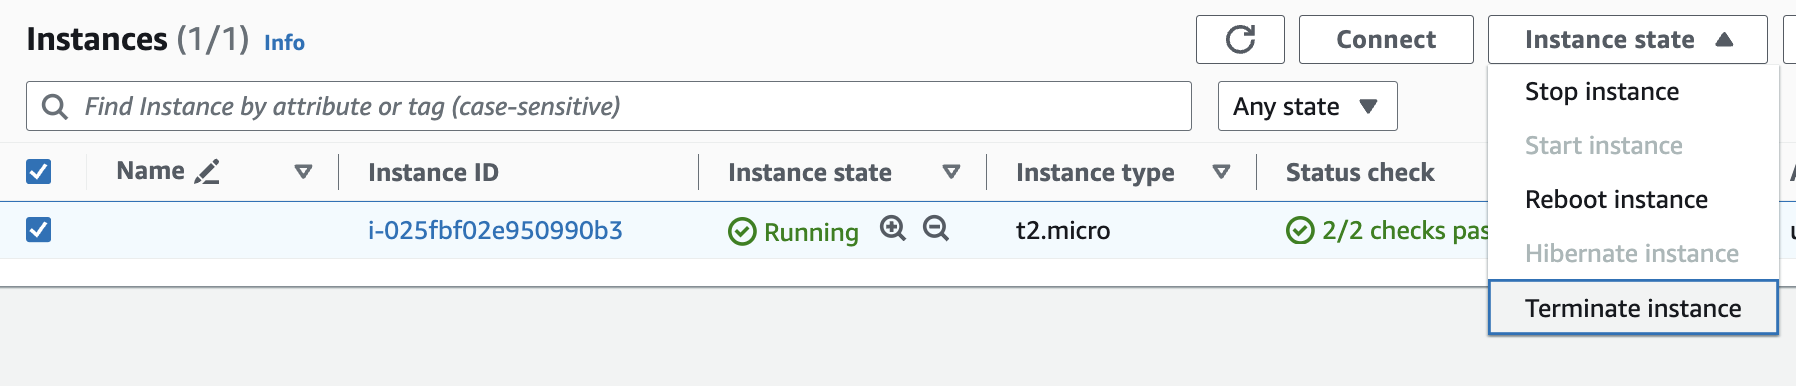 Instances (1/1) Info
Connect
Instance state
Find Instance by attribute or tag (case-sensitive)
Any state
Stop instance
Start instance
Reboot instance
Hibernate instance
Terminate instance
Name
Instance ID
Instance state
Instance type
Status check
i-025fbf02e950990b3
Running
t2.micro
2/2 checks pas